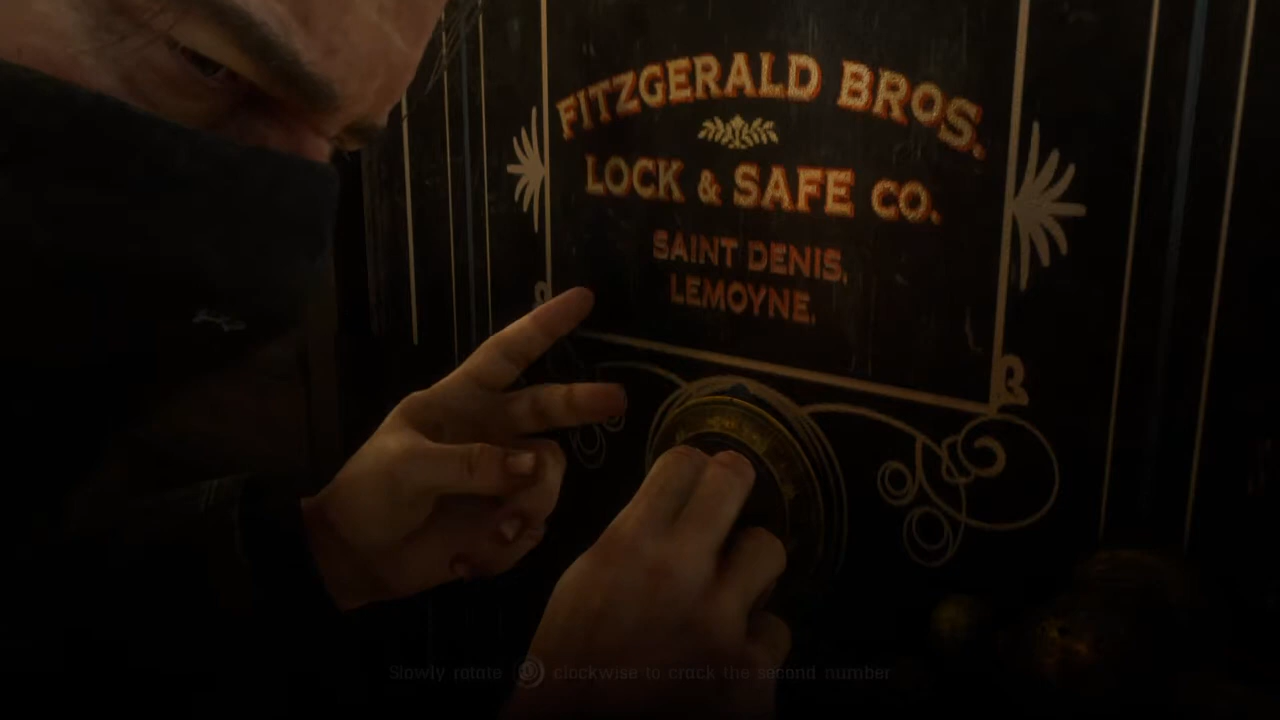 FITZGERALD BROS.
LOCK & SAFE CO.
SAINT DENIS,
LEMOYNE.
Slowly rotate clockwise to crack the second number